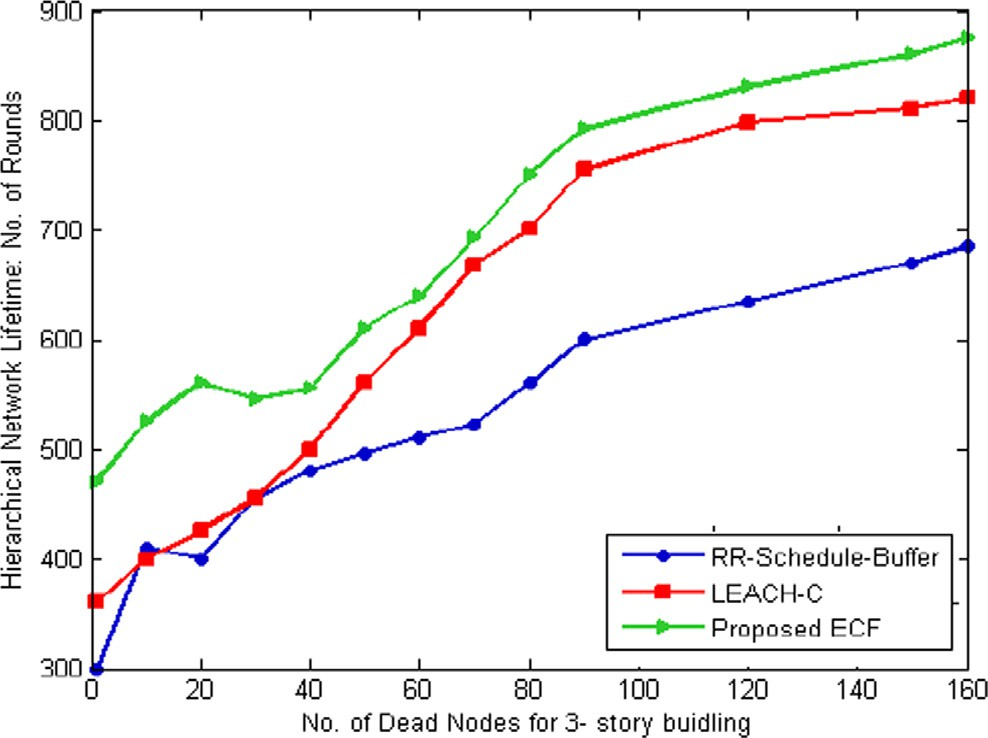 Hierarchical Network Lifetime: No. of Rounds
900
800
700
600
500
400
300
0 20 40 60 80 100 120 140 160
No. of Dead Nodes for 3- story buidling
RR-Schedule-Buffer
LEACH-C
Proposed ECF